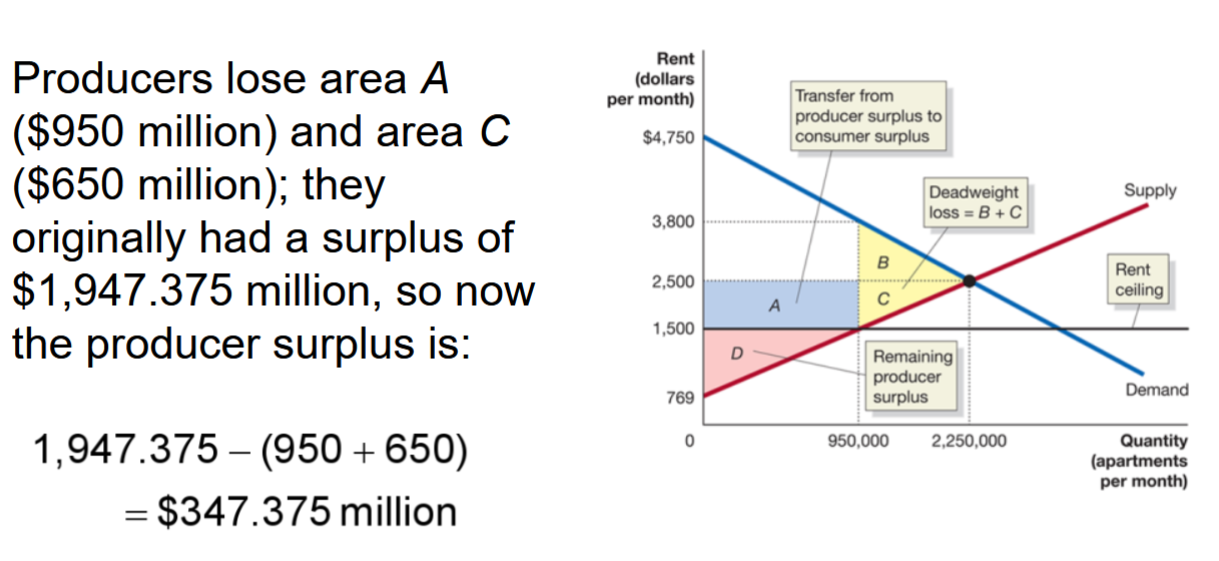 Producers lose area A
($950 million) and area C
($650 million); they
originally had a surplus of
$1,947.375 million, so now
the producer surplus is:
1,947.375 – (950 + 650)
= $347.375 million
Rent
(dollars
per month)
$4,750
3,800
2,500
1,500
769
0
Transfer from
producer surplus to
consumer surplus
Deadweight
loss = B + C
Supply
Rent
ceiling
B
C
A
D
Remaining
producer
surplus
Demand
950,000
2,250,000
Quantity
(apartments
per month)